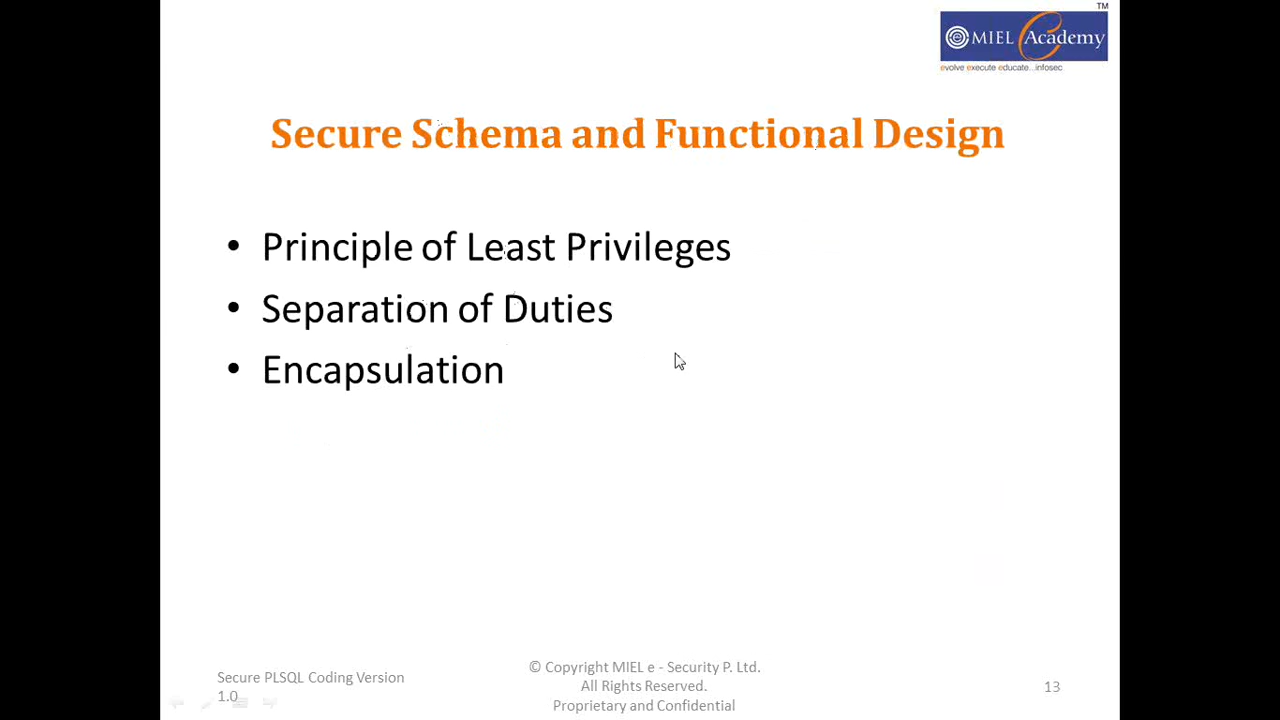 TM
MIEL Academy
evolve execute educate...infosec
Secure Schema and Functional Design
• Principle of Least Privileges
• Separation of Duties
• Encapsulation
Secure PLSQL Coding Version
1.0
© Copyright MIEL e - Security P. Ltd.
All Rights Reserved.
Proprietary and Confidential
13